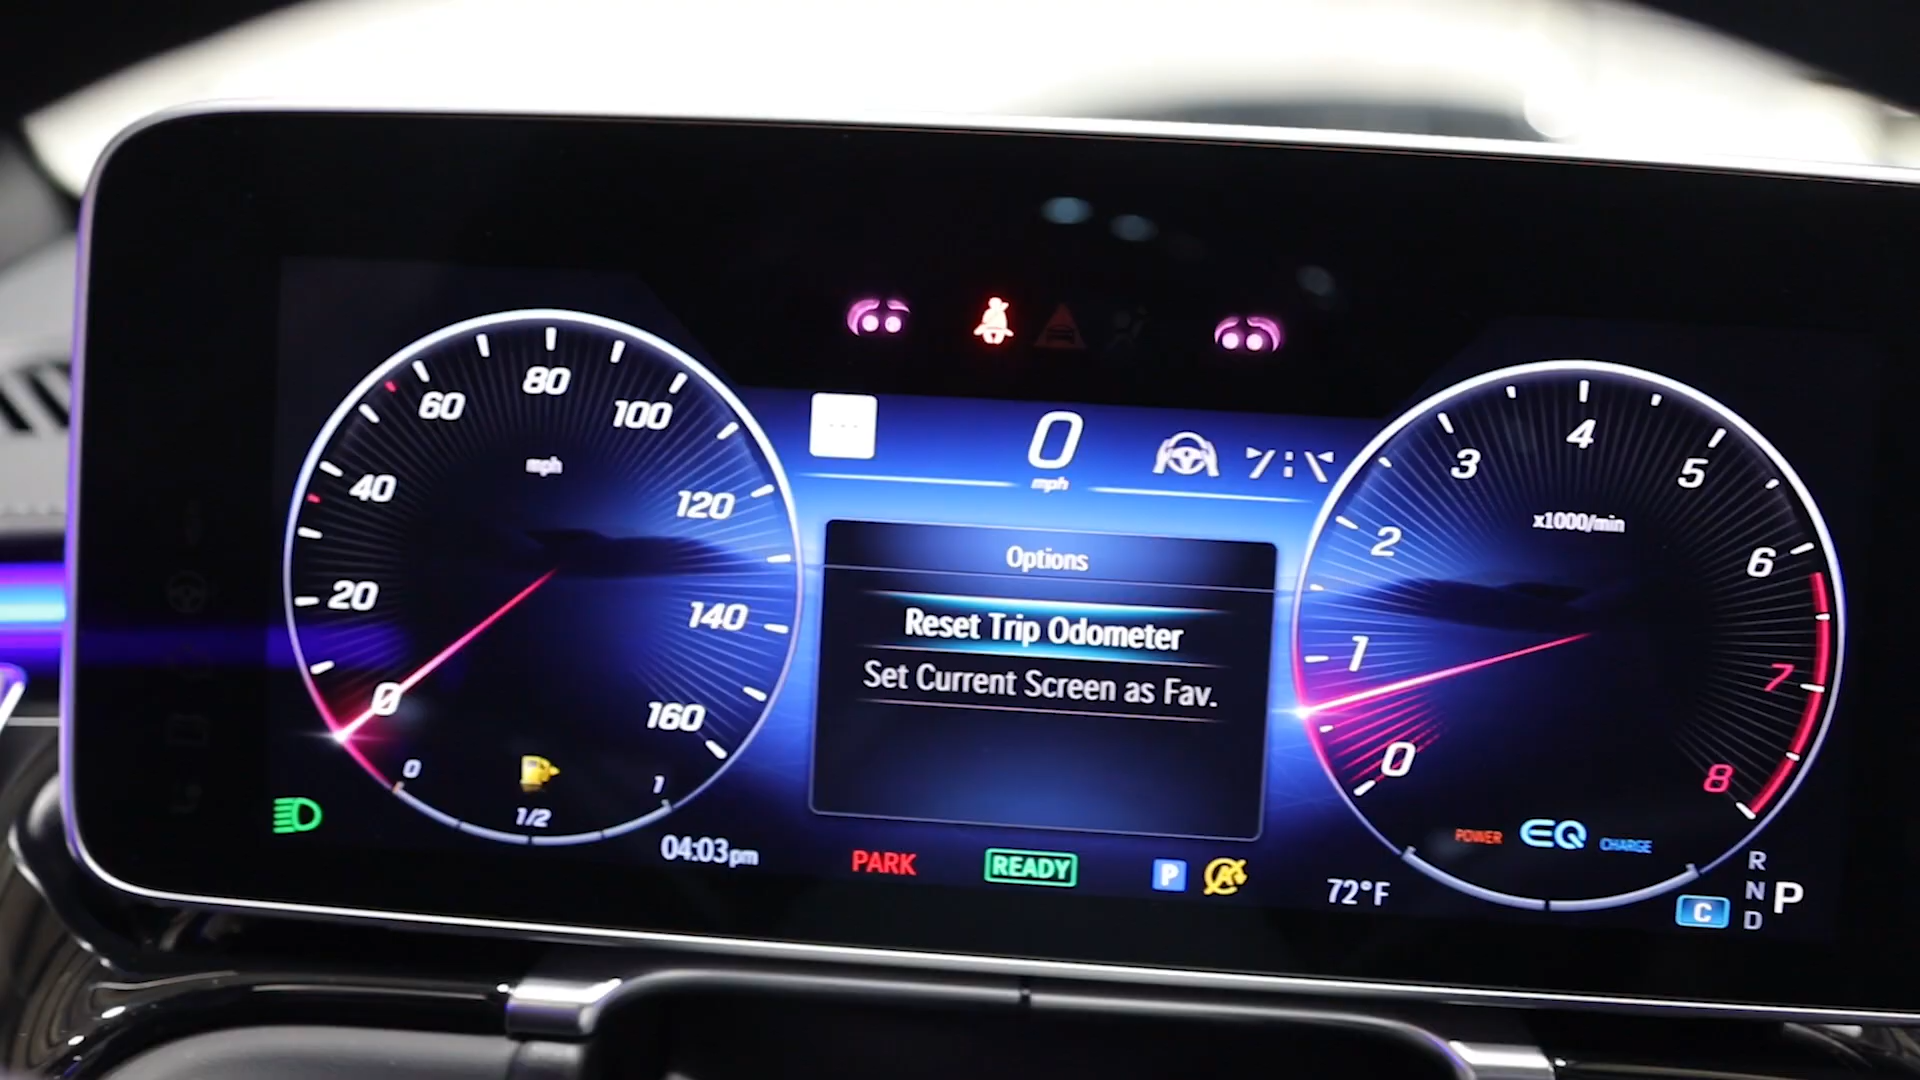 80
60
100
mph
40
120
20
140
0
160
0
1/2
1
04:03pm
0
mph
Options
Reset Trip Odometer
Set Current Screen as Fav.
PARK
READY
P
A
72°F
4
3
5
x1000/min
2
6
1
7
0
8
POWER
EQ
CHARGE
R
N
D
P
C